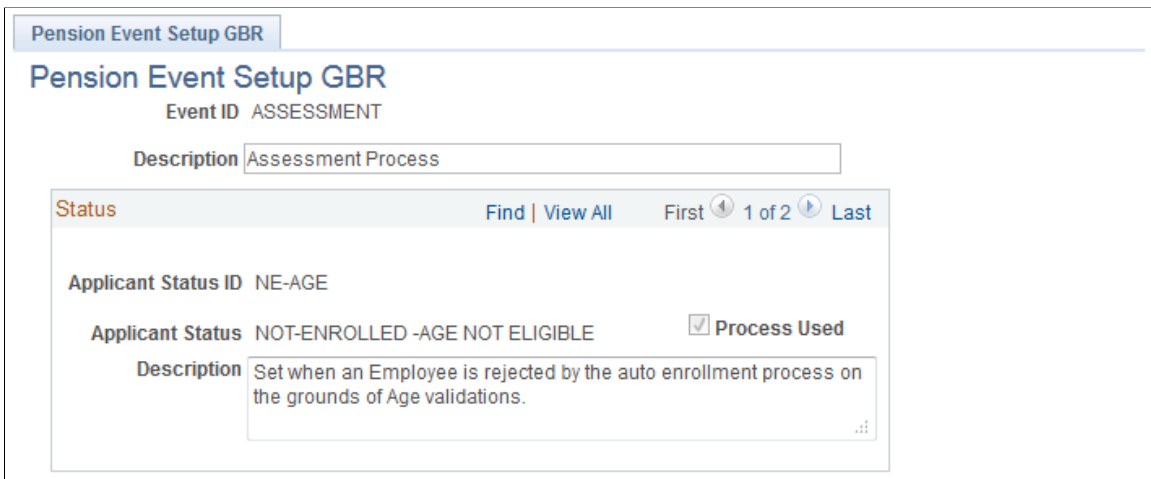 Pension Event Setup GBR
Pension Event Setup GBR
Event ID ASSESSMENT
Description Assessment Process
Status Find | View All First 1 of 2 Last
Applicant Status ID NE-AGE
Applicant Status NOT-ENROLLED -AGE NOT ELIGIBLE Process Used
Description Set when an Employee is rejected by the auto enrollment process on
the grounds of Age validations.